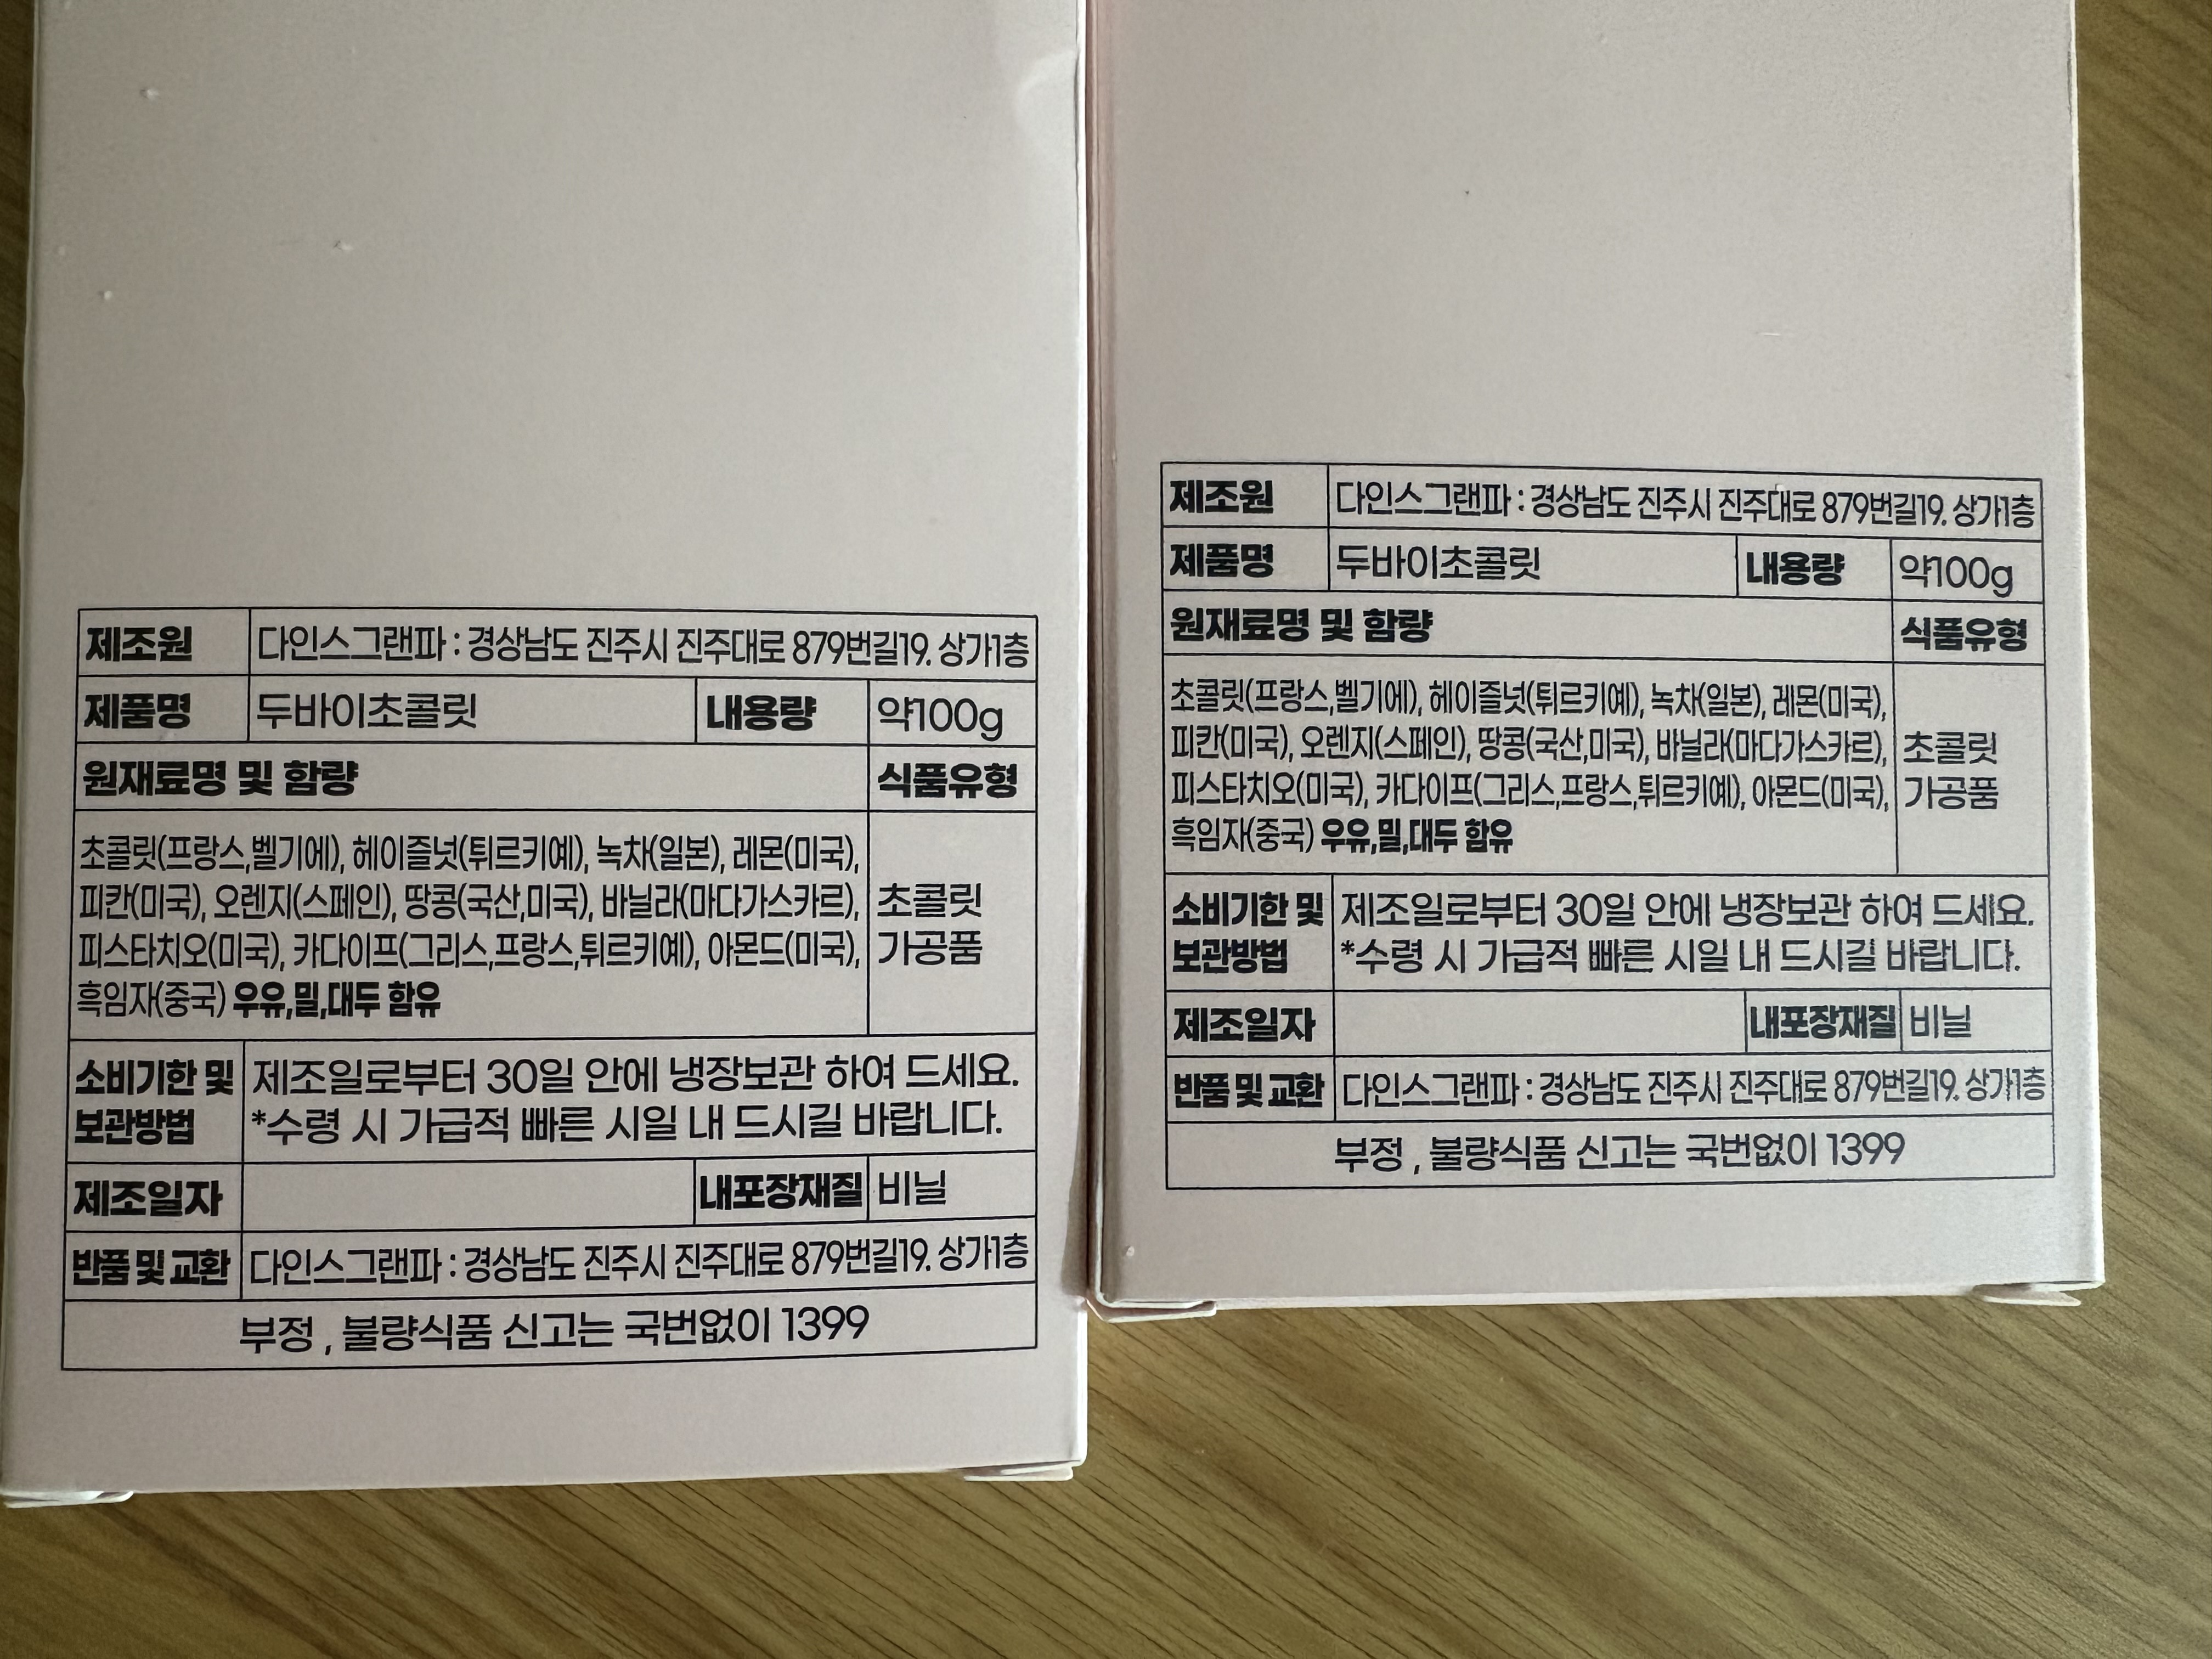 제조원 다인스그랜파 : 경상남도 진주시 진주대로 879번길19. 상가1층
제품명 두바이초콜릿 내용량 약100g
원재료명 및 함량 식품유형
초콜릿(프랑스,벨기에), 헤이즐넛(튀르키예), 녹차(일본), 레몬(미국),
피칸(미국), 오렌지(스페인), 땅콩(국산,미국), 바닐라(마다가스카르),
피스타치오(미국), 카다이프(그리스,프랑스,튀르키예), 아몬드(미국),
흑임자(중국) 우유,밀,대두 함유
초콜릿
가공품
소비기한 및
보관방법
제조일로부터 30일 안에 냉장보관 하여 드세요.
*수령 시 가급적 빠른 시일 내 드시길 바랍니다.
제조일자 내포장재질 비닐
반품 및 교환 다인스그랜파 : 경상남도 진주시 진주대로 879번길19. 상가1층
부정 , 불량식품 신고는 국번없이 1399
제조원 다인스그랜파 : 경상남도 진주시 진주대로 879번길19. 상가1층
제품명 두바이초콜릿 내용량 약100g
원재료명 및 함량 식품유형
초콜릿(프랑스,벨기에), 헤이즐넛(튀르키예), 녹차(일본), 레몬(미국),
피칸(미국), 오렌지(스페인), 땅콩(국산,미국), 바닐라(마다가스카르),
피스타치오(미국), 카다이프(그리스,프랑스,튀르키예), 아몬드(미국),
흑임자(중국) 우유,밀,대두 함유
초콜릿
가공품
소비기한 및
보관방법
제조일로부터 30일 안에 냉장보관 하여 드세요.
*수령 시 가급적 빠른 시일 내 드시길 바랍니다.
제조일자 내포장재질 비닐
반품 및 교환 다인스그랜파 : 경상남도 진주시 진주대로 879번길19. 상가1층
부정 , 불량식품 신고는 국번없이 1399